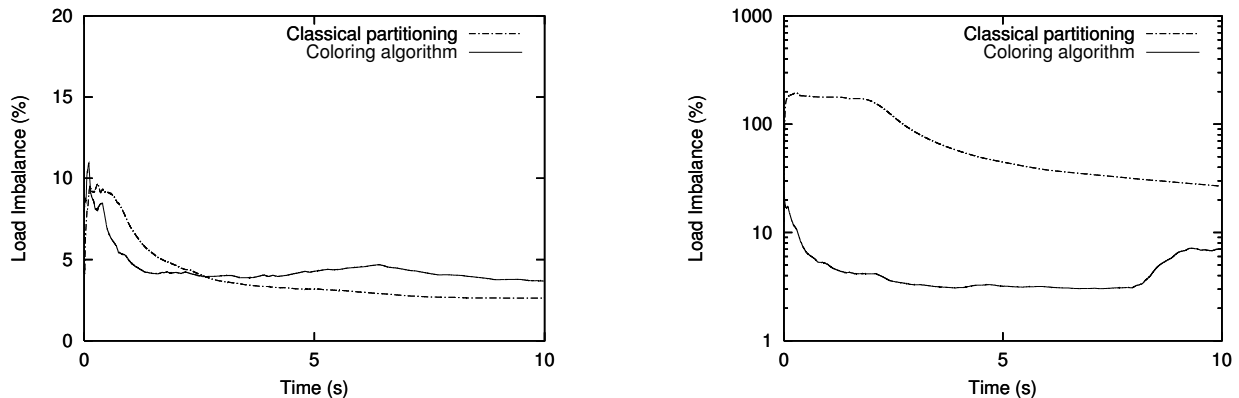 20
15
10
5
0
Load Imbalance (%)
Classical partitioning
Coloring algorithm
0
5
10
Time (s)
1000
100
10
1
Load Imbalance (%)
Classical partitioning
Coloring algorithm
0
5
10
Time (s)